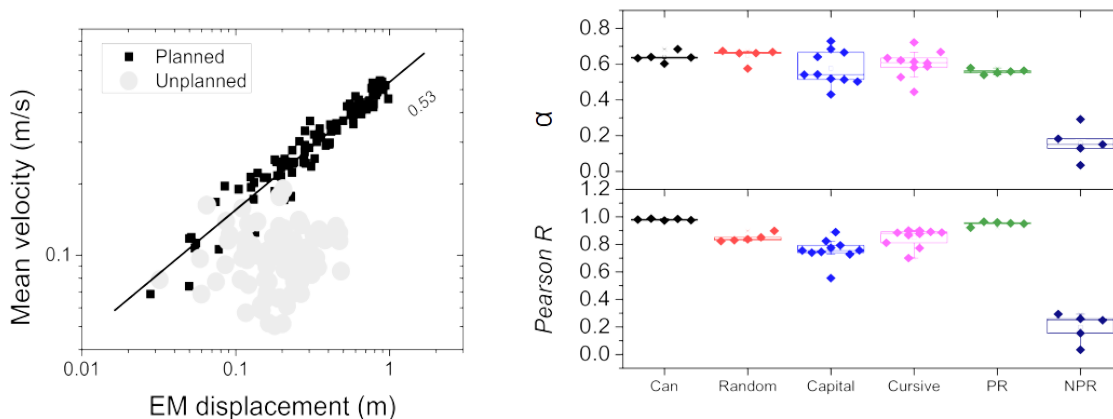 Planned
Unplanned
0.53
Mean velocity (m/s)
0.1
0.01
0.1
1
EM displacement (m)
0.8
0.6
0.4
0.2
0.0
α
1.2
1.0
0.8
0.6
0.4
0.2
0.0
Pearson R
Can
Random
Capital
Cursive
PR
NPR